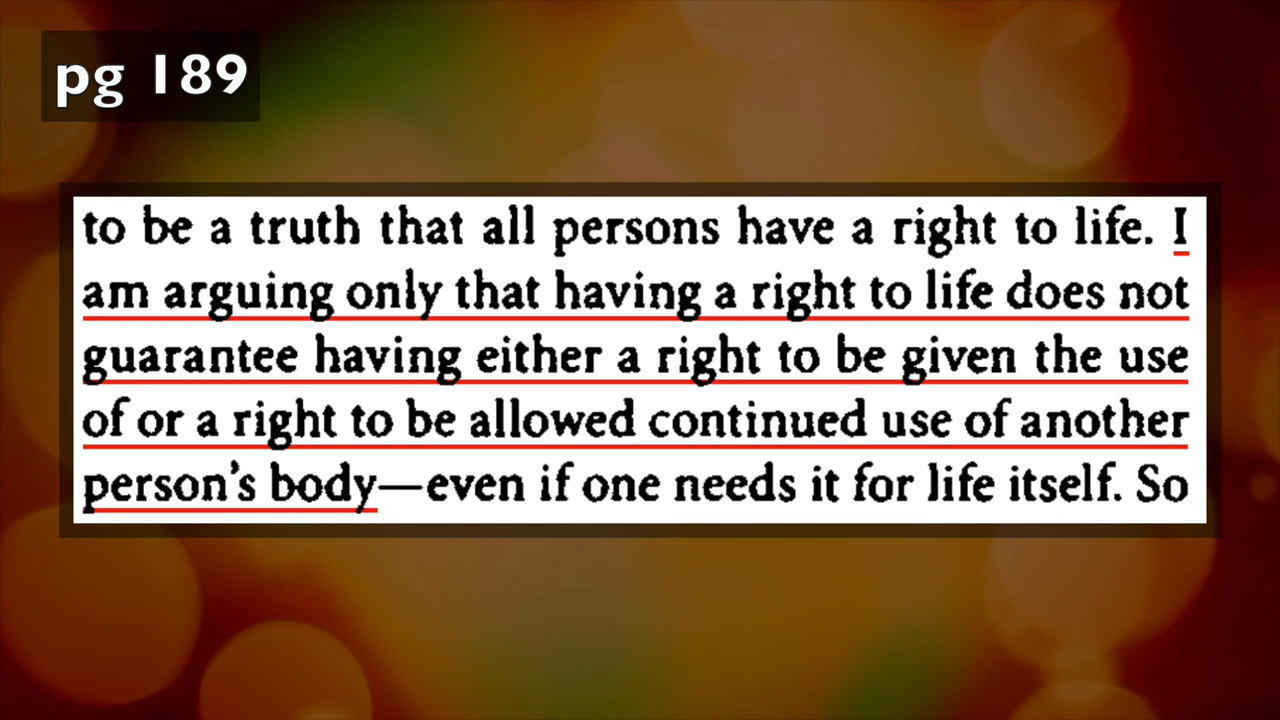 pg 189
to be a truth that all persons have a right to life. I
am arguing only that having a right to life does not
guarantee having either a right to be given the use
of or a right to be allowed continued use of another
person's body—even if one needs it for life itself. So